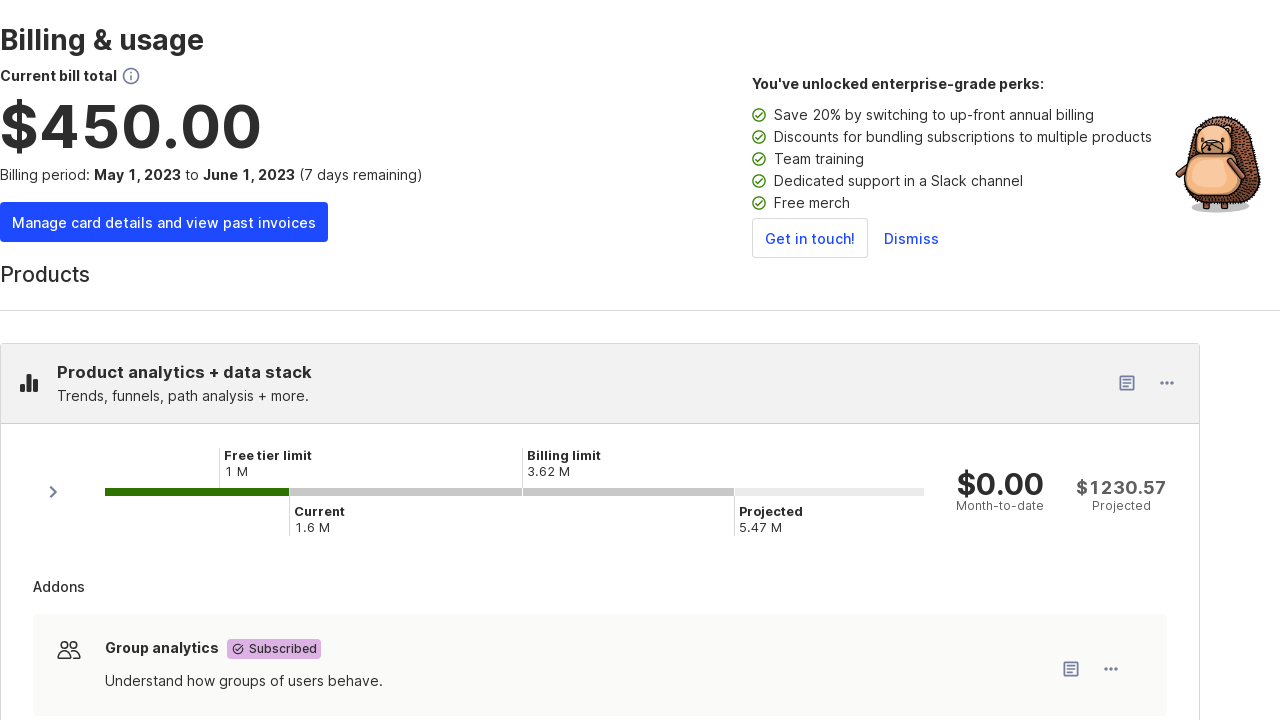 Billing & usage
Current bill total
$450.00
Billing period: May 1, 2023 to June 1, 2023 (7 days remaining)
Manage card details and view past invoices
You've unlocked enterprise-grade perks:
Save 20% by switching to up-front annual billing
Discounts for bundling subscriptions to multiple products
Team training
Dedicated support in a Slack channel
Free merch
Get in touch!
Dismiss
Products
Product analytics + data stack
Trends, funnels, path analysis + more.
Free tier limit
1 M
Billing limit
3.62 M
Current
1.6 M
Projected
5.47 M
$0.00
Month-to-date
$1230.57
Projected
Addons
Group analytics
Subscribed
Understand how groups of users behave.